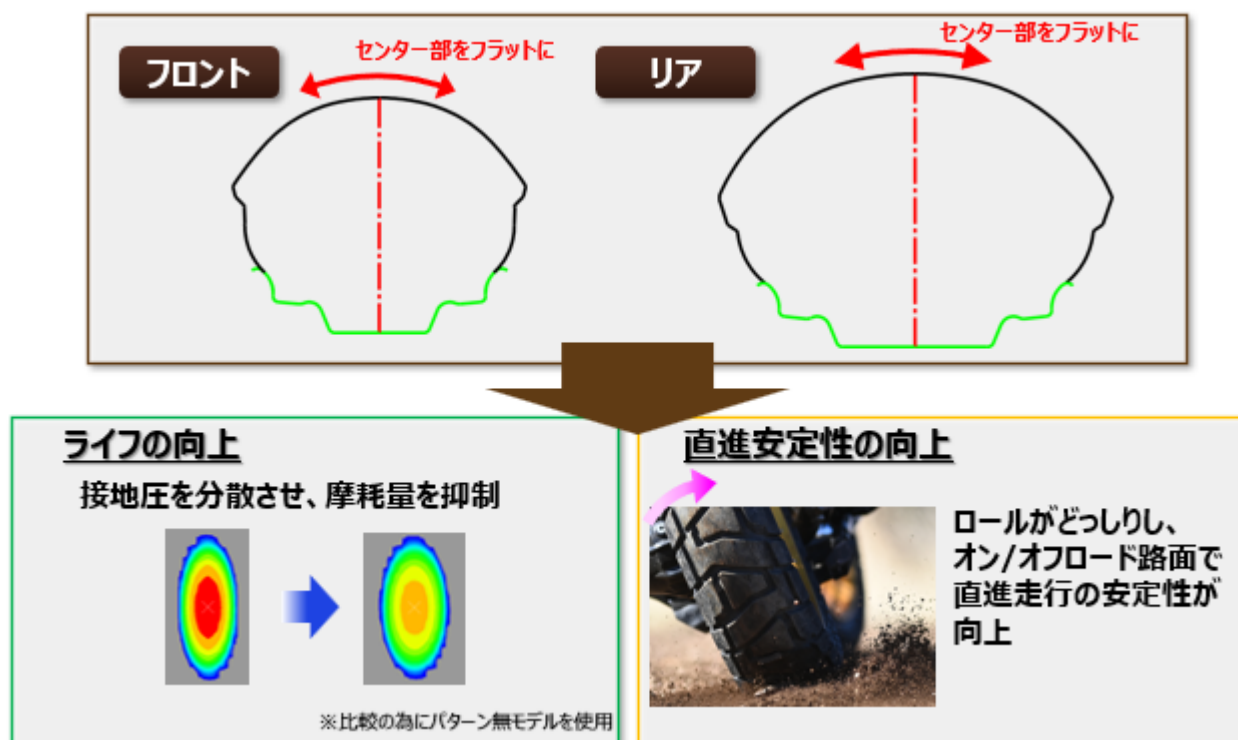 フロント
センター部をフラットに
リア
センター部をフラットに
ライフの向上
接地圧を分散させ、摩耗量を抑制
※比較の為にパターン無モデルを使用
直進安定性の向上
ロールがどっしりし、
オン/オフロード路面で
直進走行の安定性が
向上